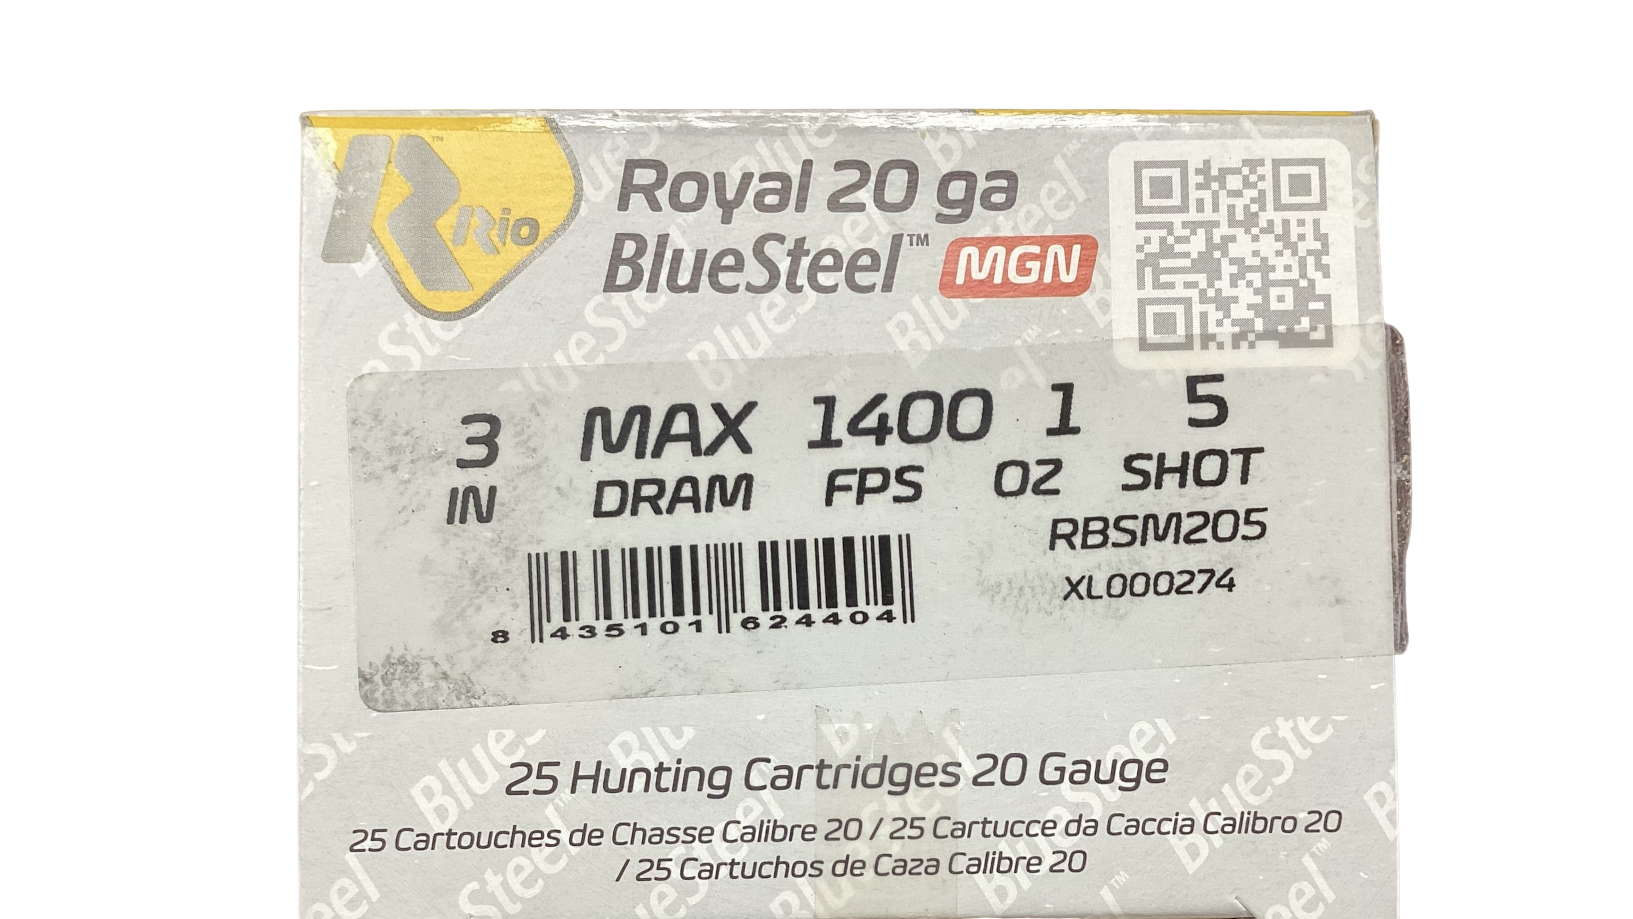 Rio
Royal 20 ga
BlueSteel™ MGN
3 MAX 1400 1 5
IN DRAM FPS OZ SHOT
RBSM205
XL000274
8 435101 624404
25 Hunting Cartridges 20 Gauge
25 Cartouches de Chasse Calibre 20 / 25 Cartucce da Caccia Calibro 20
/ 25 Cartuchos de Caza Calibre 20